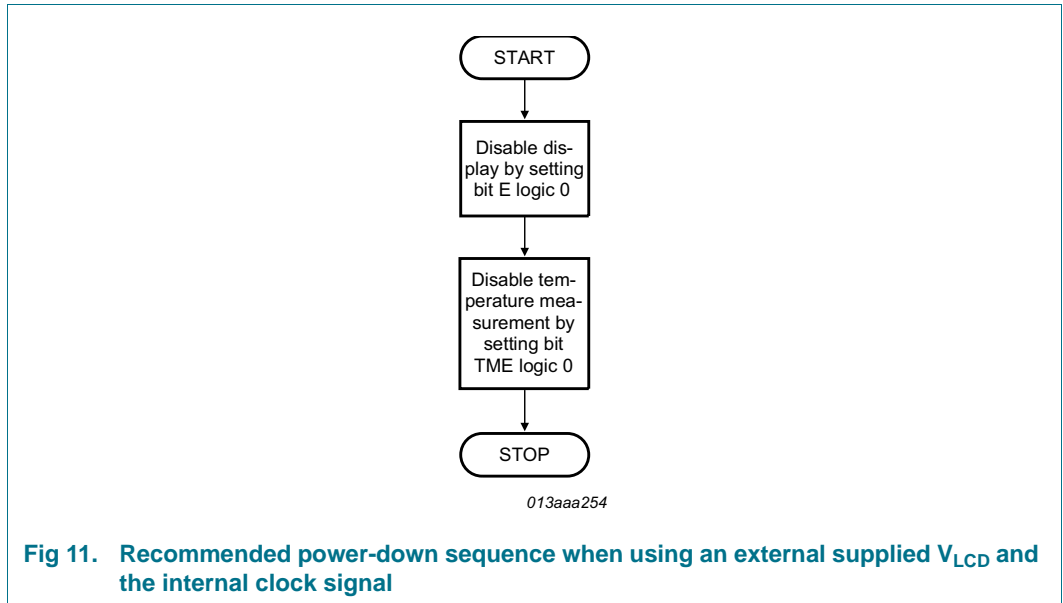 START
Disable dis-
play by setting
bit E logic 0
Disable tem-
perature mea-
surement by
setting bit
TME logic 0
STOP
013aaa254
Fig 11. Recommended power-down sequence when using an external supplied VLCD and
the internal clock signal